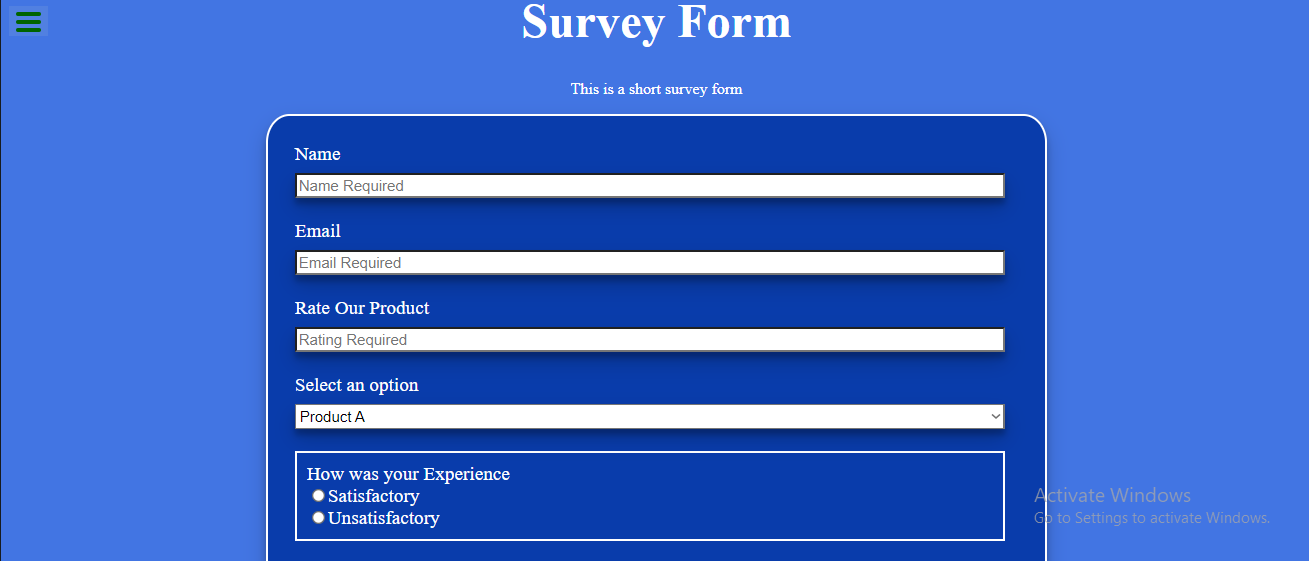 Survey Form
This is a short survey form
Name
Name Required
Email
Email Required
Rate Our Product
Rating Required
Select an option
Product A
How was your Experience
Satisfactory
Unsatisfactory
Activate Windows
Go to Settings to activate Windows.